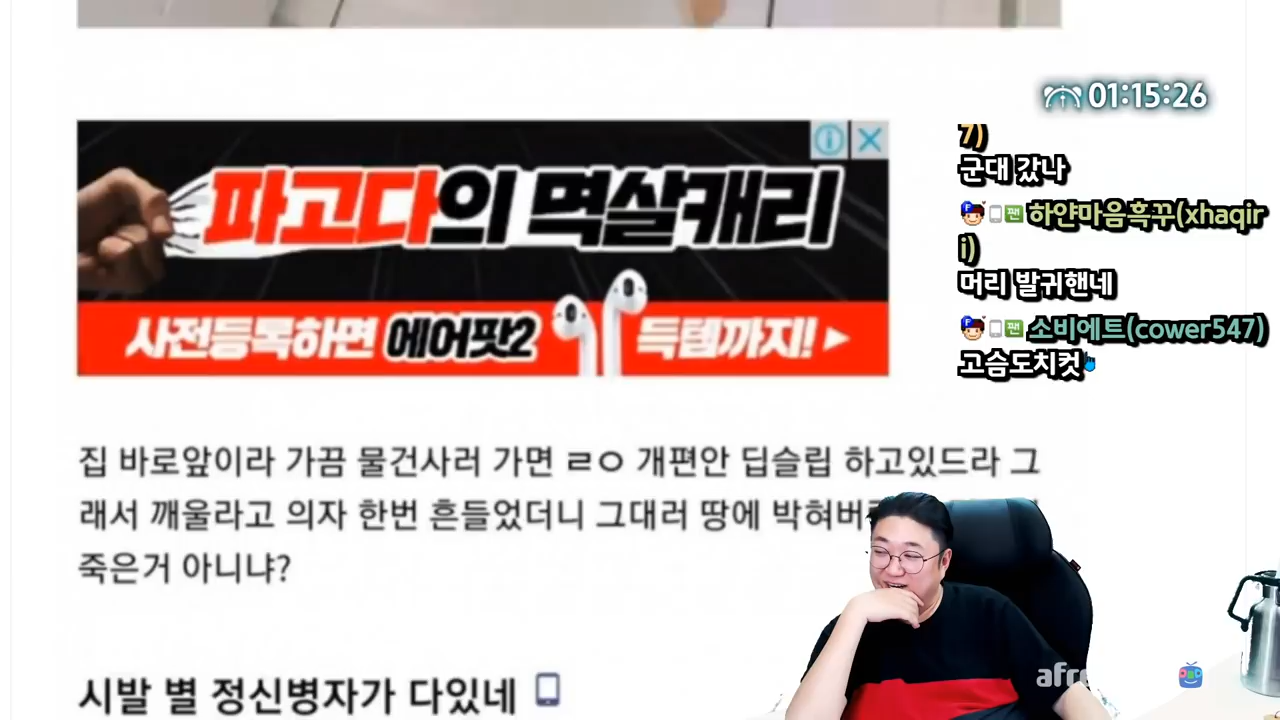 01:15:26
파고다의 멱살캐리
사전등록하면 에어팟2 득템까지!
7)
군대 갔나
팬 하얀마음흑꾸(xhaqir
i)
머리 발귀핸네
팬 소비에트(cower547)
고슴도치컷
집 바로앞이라 가끔 물건사러 가면 ㄹㅇ 개편안 딥슬립 하고있드라 그
래서 깨울라고 의자 한번 흔들었더니 그대러 땅에 박혀버
죽은거 아니냐?
시발 별 정신병자가 다있네
afre